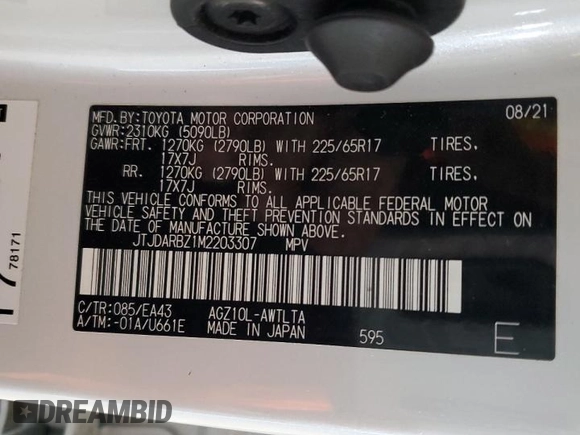 MFD.BY:TOYOTA MOTOR CORPORATION 08/21
GVWR:2310KG (5090LB)
GAWR:FRT. 1270KG (2790LB) WITH 225/65R17 TIRES,
17X7J RIMS.
RR. 1270KG (2790LB) WITH 225/65R17 TIRES,
17X7J RIMS.
THIS VEHICLE CONFORMS TO ALL APPLICABLE FEDERAL MOTOR
VEHICLE SAFETY AND THEFT PREVENTION STANDARDS IN EFFECT ON
THE DATE OF MANUFACTURE SHOWN ABOVE.
JTJDARBZ1M2203307 MPV
C/TR:085/EA43 AGZ10L-AWTLTA
A/TM:-01A/U661E MADE IN JAPAN 595 E
78171
DREAMBID